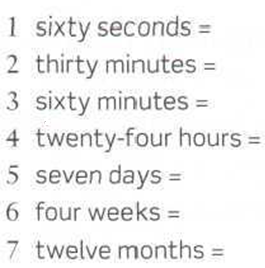 1 sixty seconds =
2 thirty minutes =
3 sixty minutes =
4 twenty-four hours =
5 seven days =
6 four weeks =
7 twelve months =